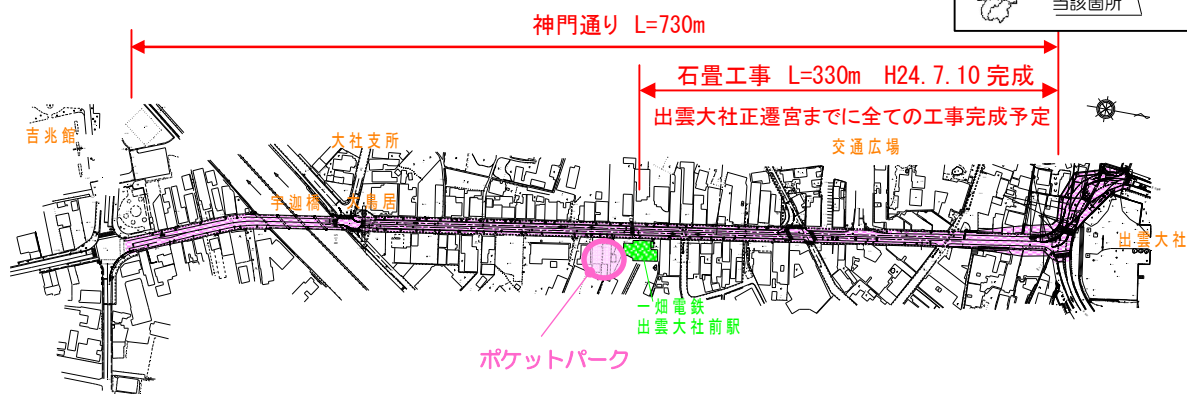 当該箇所
神門通り L=730m
石畳工事 L=330m H24.7.10 完成
出雲大社正遷宮までに全ての工事完成予定
吉兆館
大社支所
交通広場
宇迦橋
大鳥居
出雲大社
一畑電鉄
出雲大社前駅
ポケットパーク